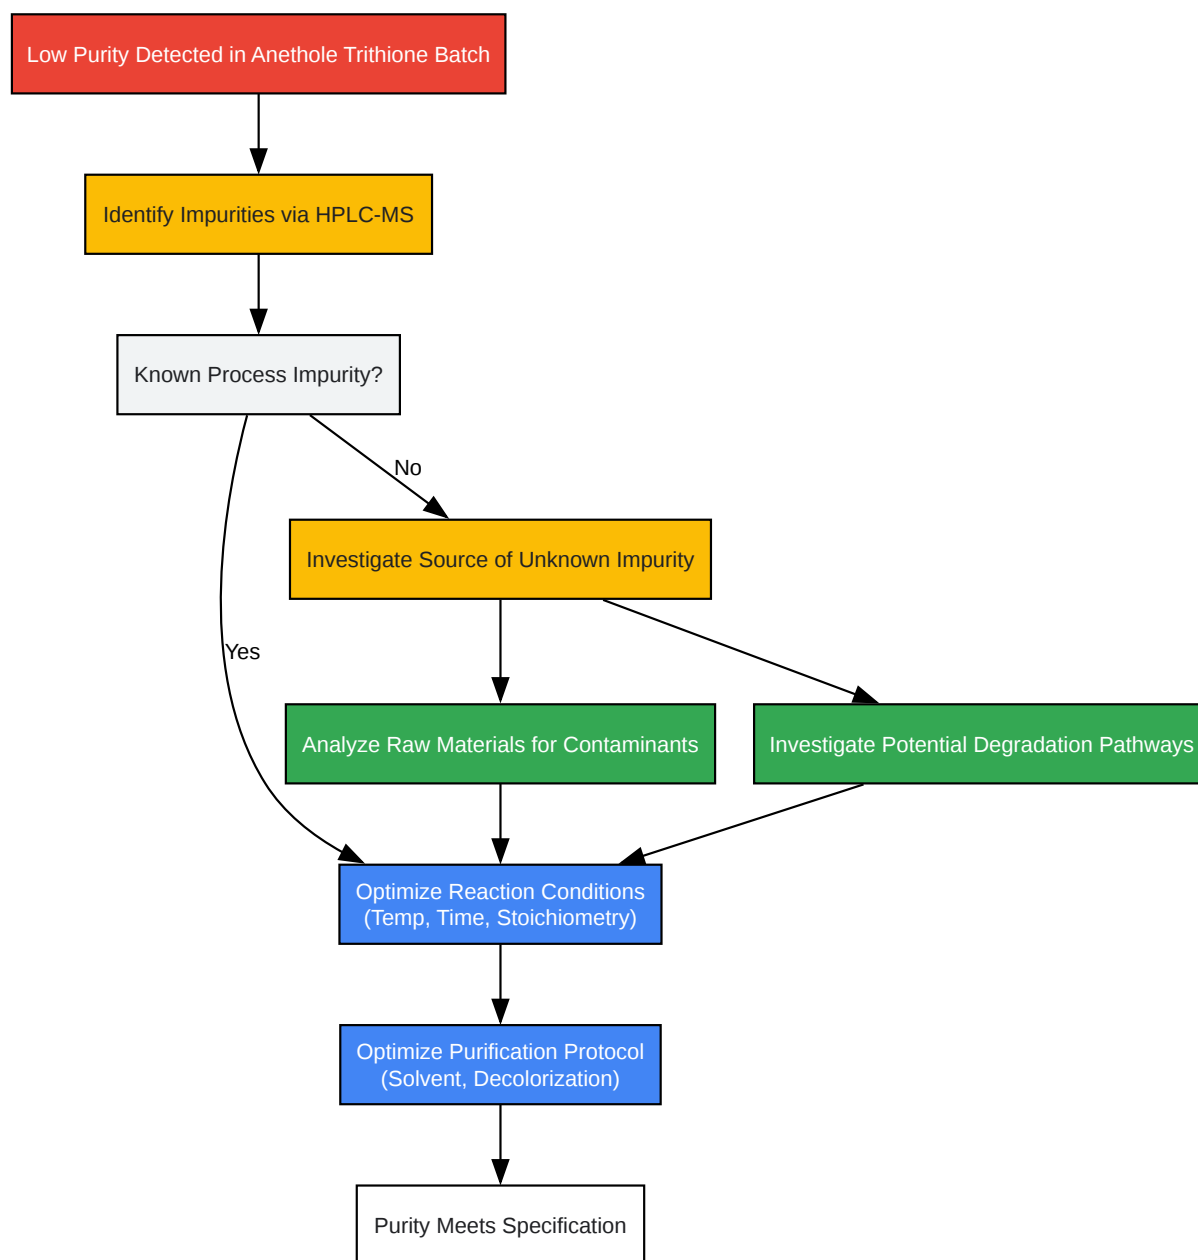 Low Purity Detected in Anethole Trithione Batch
Identify Impurities via HPLC-MS
Known Process Impurity?
No
Investigate Source of Unknown Impurity
Yes
Analyze Raw Materials for Contaminants
Investigate Potential Degradation Pathways
Optimize Reaction Conditions
(Temp, Time, Stoichiometry)
Optimize Purification Protocol
(Solvent, Decolorization)
Purity Meets Specification